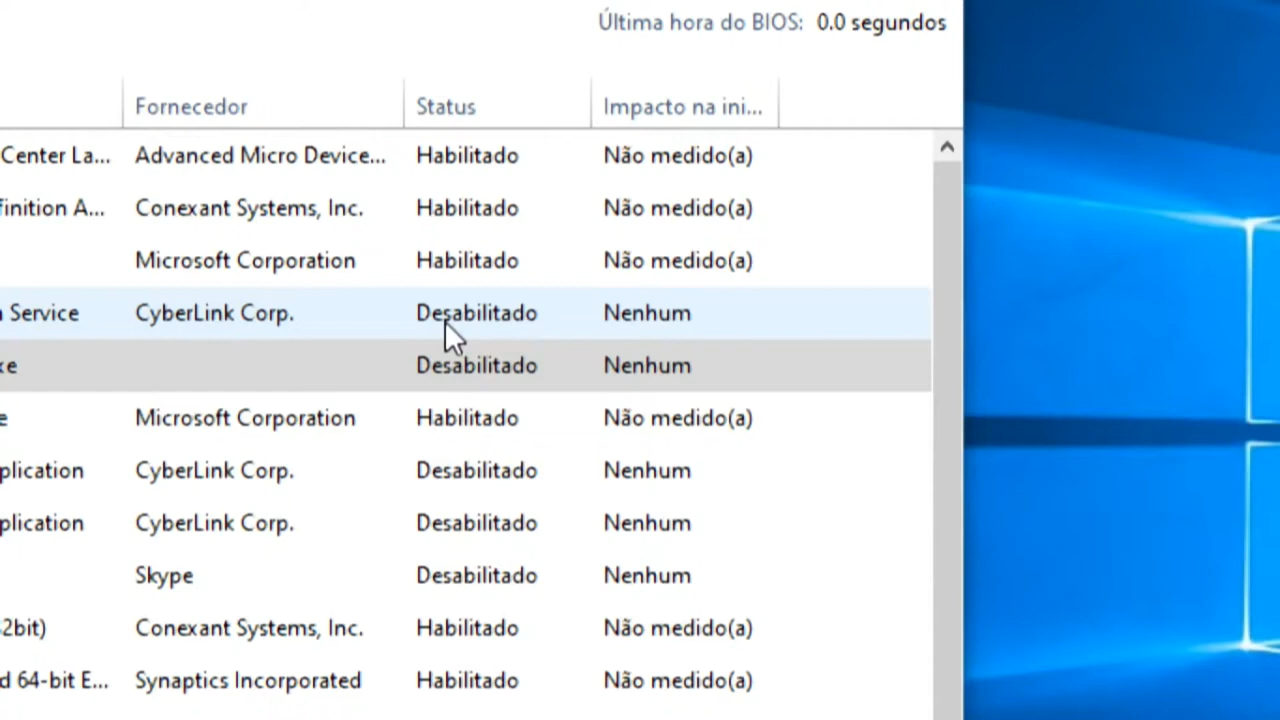 Última hora do BIOS: 0.0 segundos
Fornecedor Status Impacto na ini...
Center La... Advanced Micro Device... Habilitado Não medido(a)
finition A... Conexant Systems, Inc. Habilitado Não medido(a)
Microsoft Corporation Habilitado Não medido(a)
Service CyberLink Corp. Desabilitado Nenhum
xe Desabilitado Nenhum
e Microsoft Corporation Habilitado Não medido(a)
plication CyberLink Corp. Desabilitado Nenhum
plication CyberLink Corp. Desabilitado Nenhum
Skype Desabilitado Nenhum
2bit) Conexant Systems, Inc. Habilitado Não medido(a)
d 64-bit E... Synaptics Incorporated Habilitado Não medido(a)